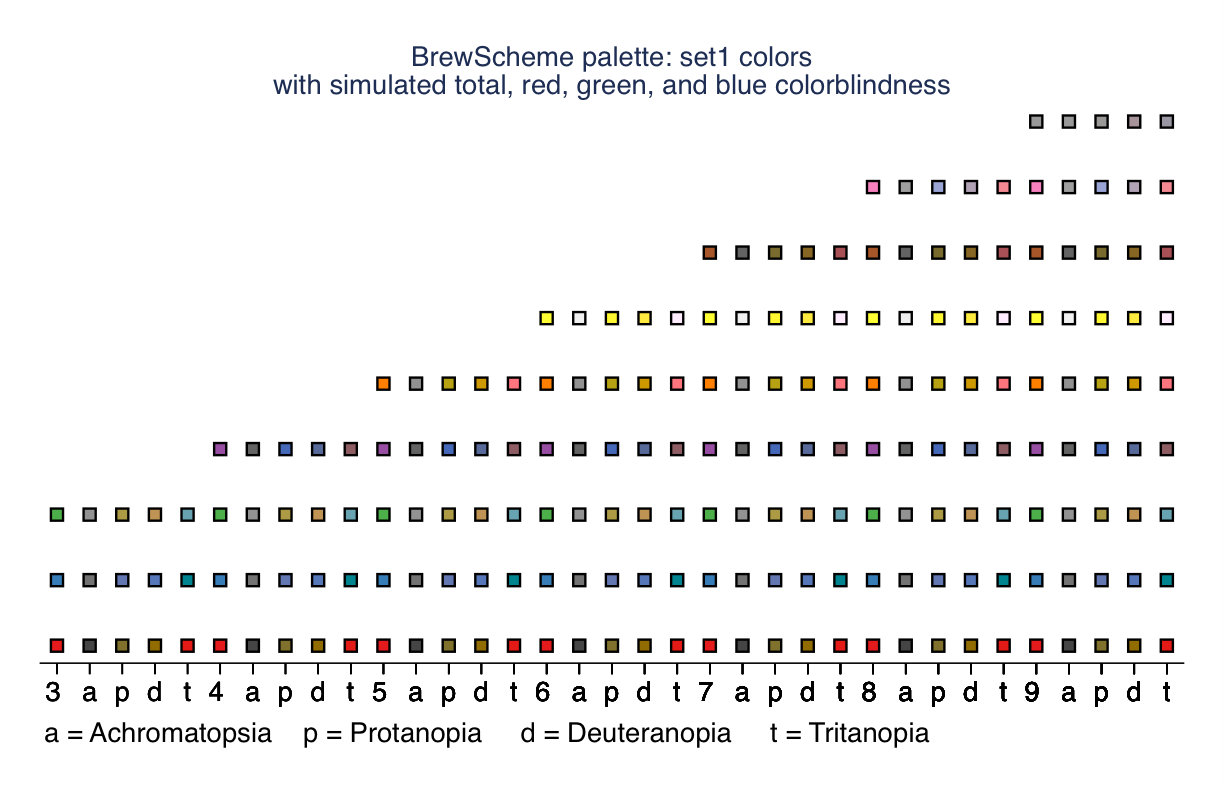 BrewScheme palette: set1 colors
with simulated total, red, green, and blue colorblindness
3 a p d t 4 a p d t 5 a p d t 6 a p d t 7 a p d t 8 a p d t 9 a p d t
a = Achromatopsia p = Protanopia d = Deuteranopia t = Tritanopia